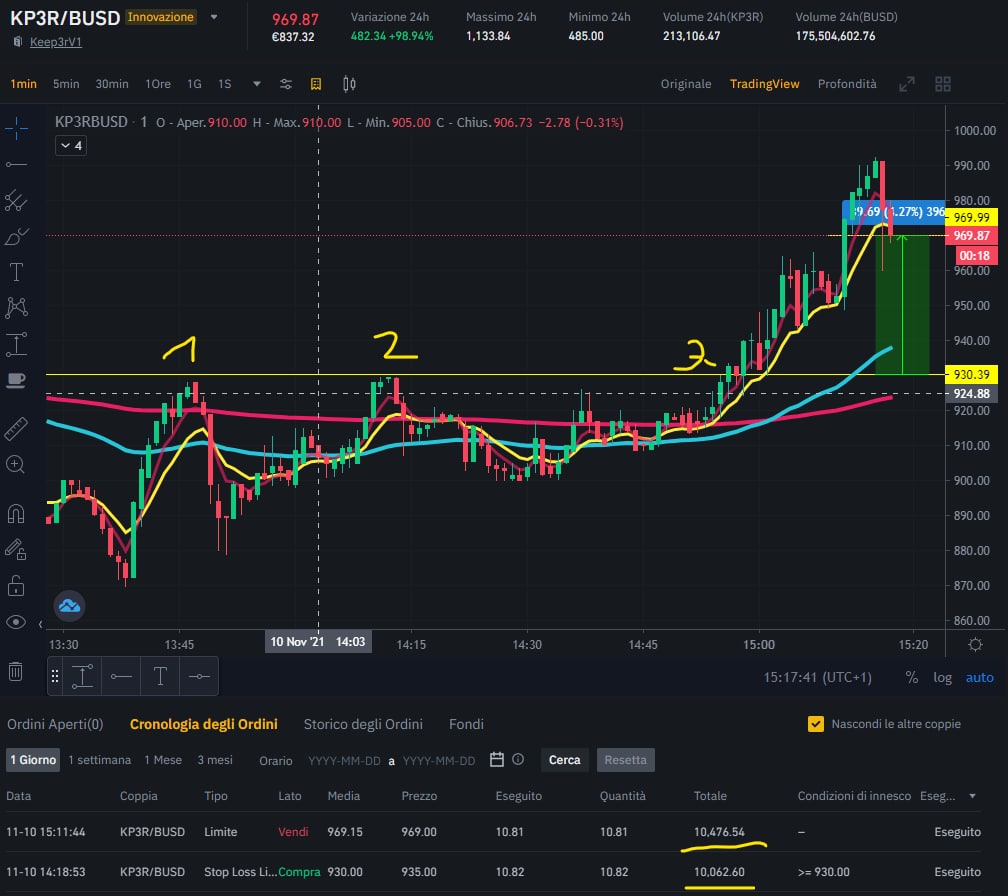 KP3R/BUSD Innovazione
Keep3rV1
969.87
€837.32
Variazione 24h
482.34 +98.94%
Massimo 24h
1,133.84
Minimo 24h
485.00
Volume 24h(KP3R)
213,106.47
Volume 24h(BUSD)
175,504,602.76
1min 5min 30min 1Ore 1G 1S
Originale TradingView Profondità
KP3RBUSD · 1 O - Aper.910.00 H - Max.910.00 L - Min.905.00 C - Chius.906.73 −2.78 (−0.31%)
4
1000.00
990.00
980.00
969.99
969.87
00:18
960.00
950.00
940.00
930.39
924.88
920.00
910.00
900.00
890.00
880.00
870.00
860.00
1
2
3
13:30 13:45 10 Nov '21 14:03 14:15 14:30 14:45 15:00 15:20
15:17:41 (UTC+1) % log auto
Ordini Aperti(0) Cronologia degli Ordini Storico degli Ordini Fondi Nascondi le altre coppie
1 Giorno 1 settimana 1 Mese 3 mesi Orario YYYY-MM-DD a YYYY-MM-DD Cerca Resetta
Data Coppia Tipo Lato Media Prezzo Eseguito Quantità Totale Condizioni di innesco Eseg...
11-10 15:11:44 KP3R/BUSD Limite Vendi 969.15 969.00 10.81 10.81 10,476.54 – Eseguito
11-10 14:18:53 KP3R/BUSD Stop Loss Li... Compra 930.00 935.00 10.82 10.82 10,062.60 >= 930.00 Eseguito